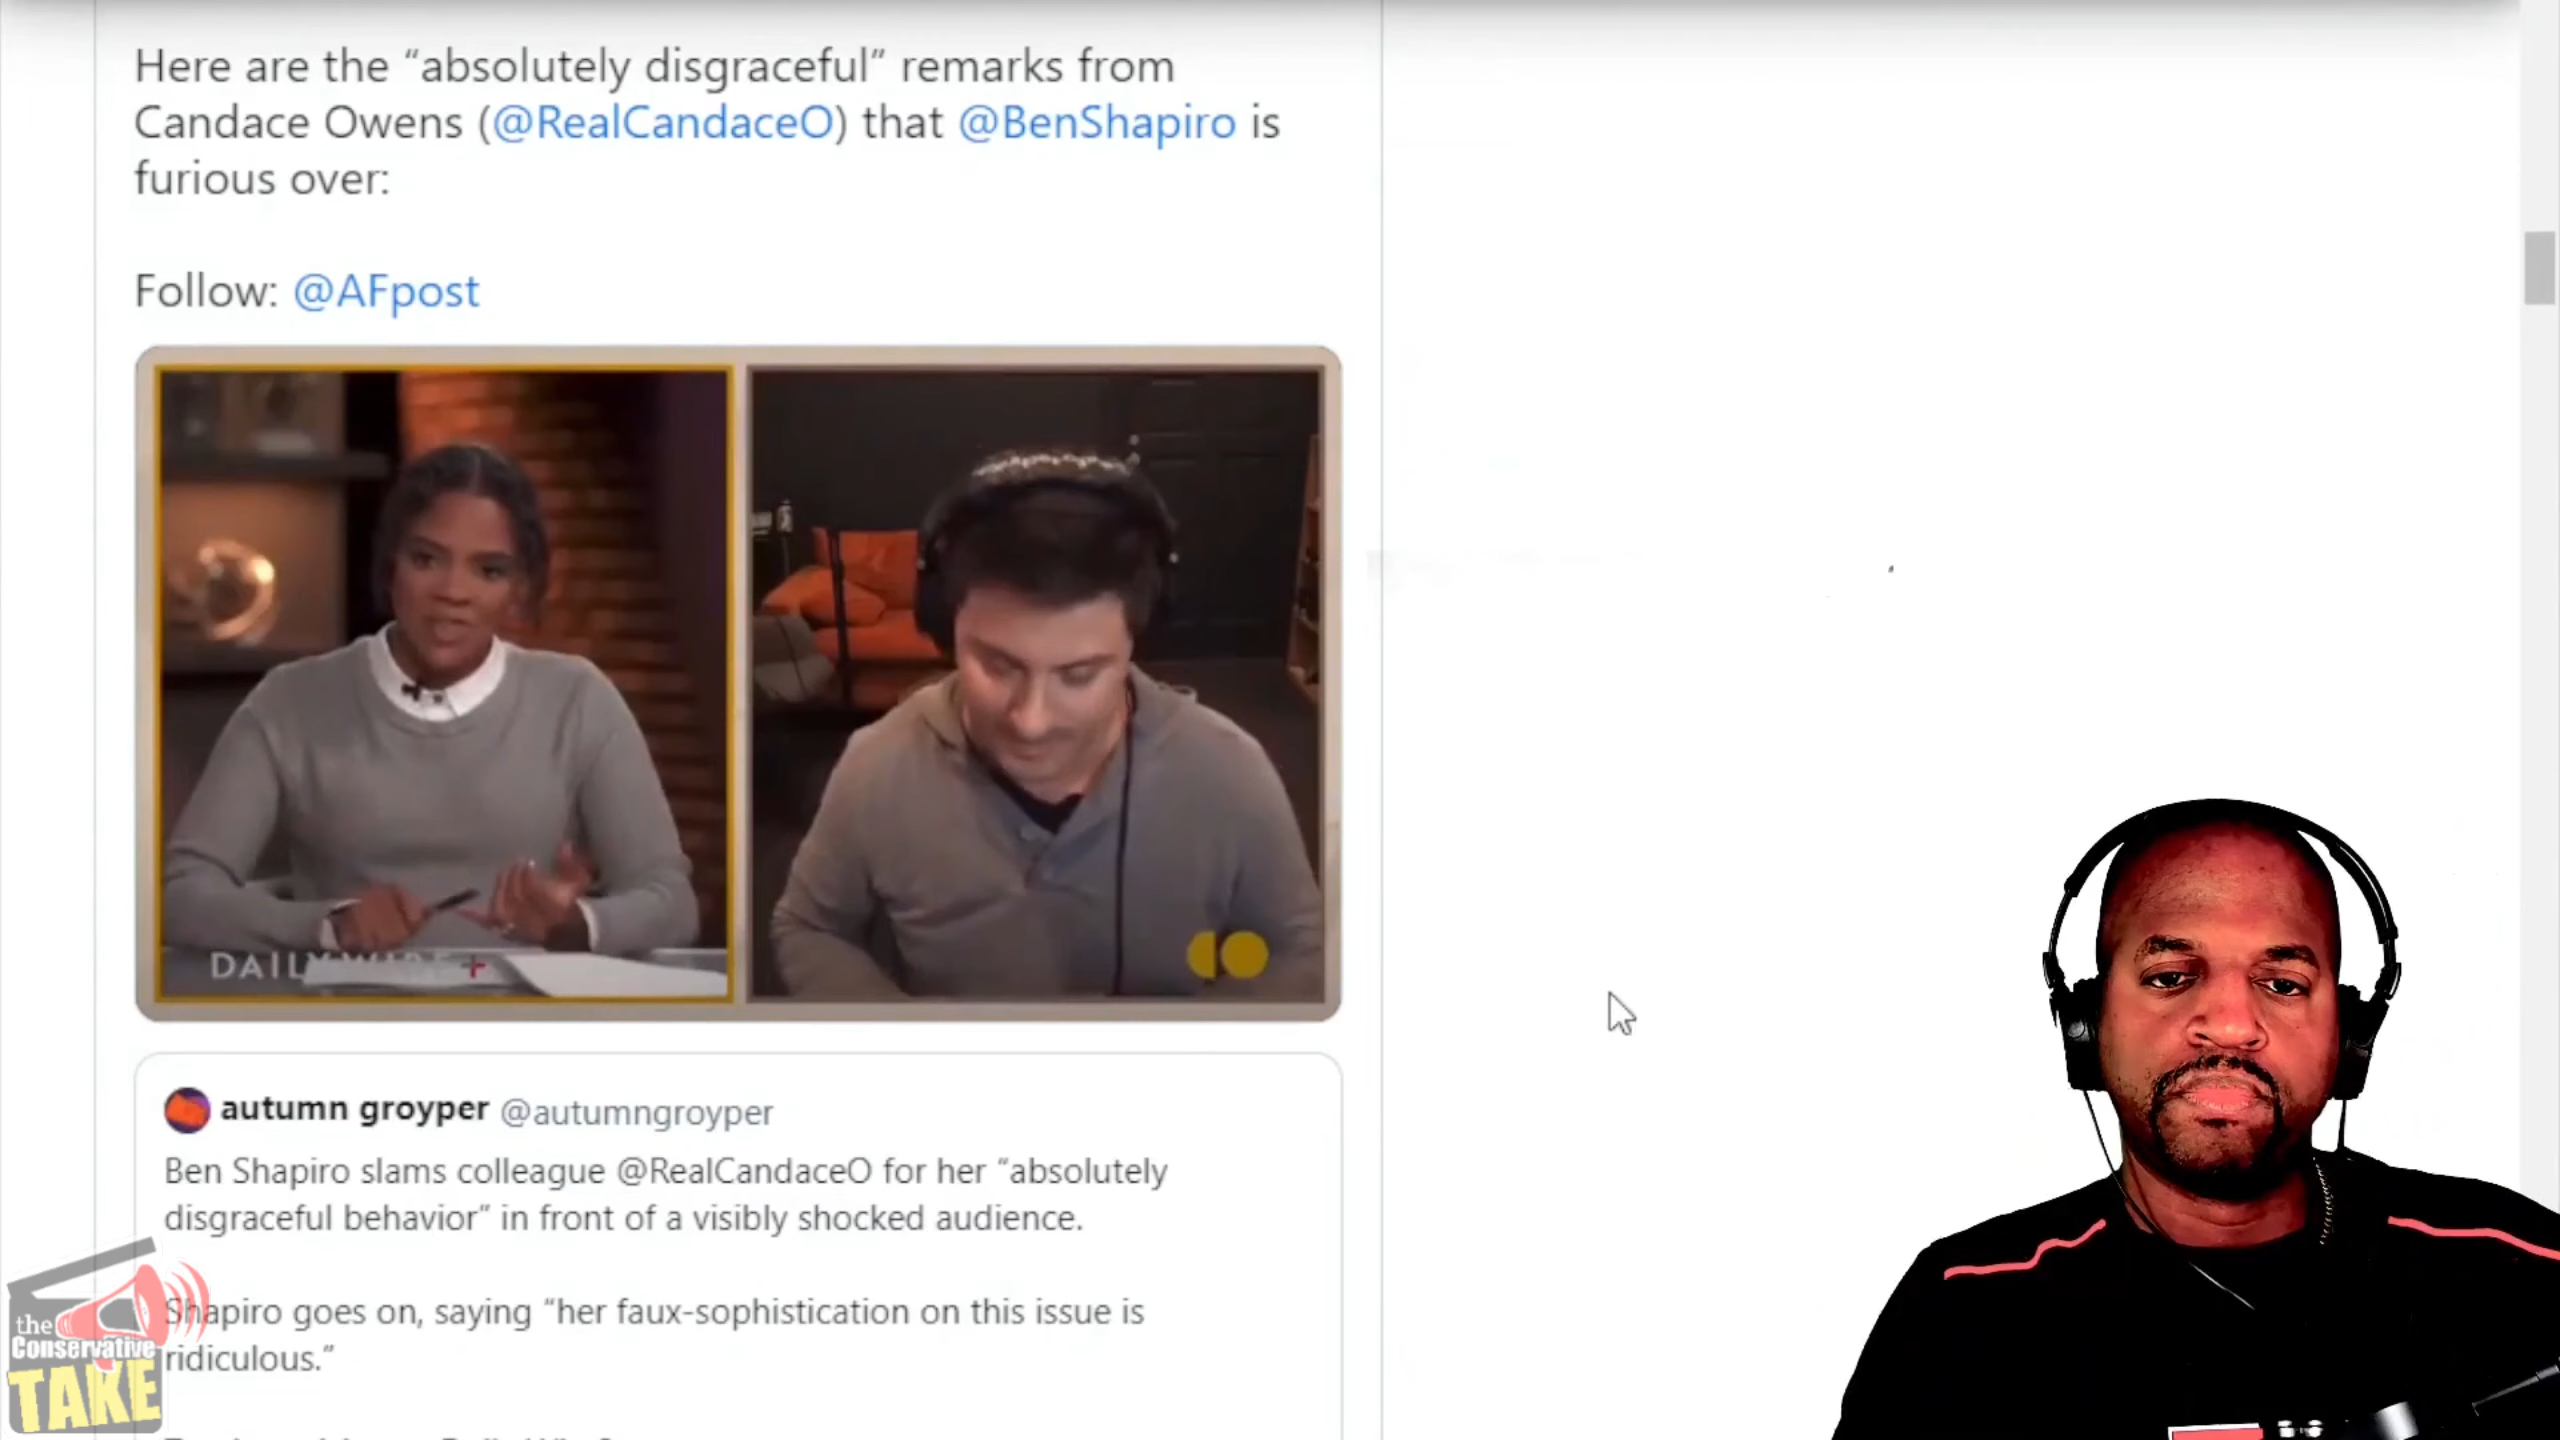 Here are the “absolutely disgraceful” remarks from
Candace Owens (@RealCandaceO) that @BenShapiro is
furious over:
Follow: @AFpost
DAILY WIRE +
autumn groyper @autumngroyper
Ben Shapiro slams colleague @RealCandaceO for her “absolutely
disgraceful behavior” in front of a visibly shocked audience.
Shapiro goes on, saying “her faux-sophistication on this issue is
ridiculous.”
the
Conservative
TAKE